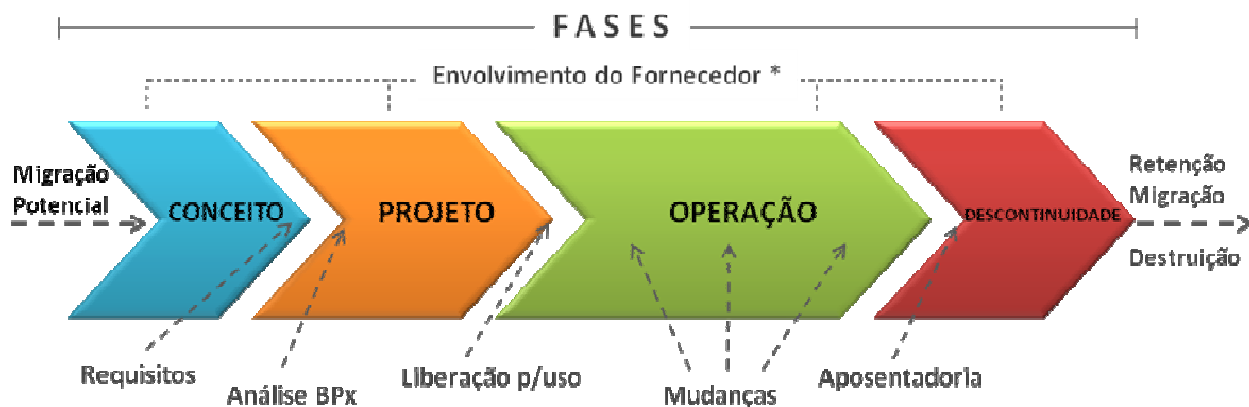 FASES
Envolvimento do Fornecedor *
Migração
Potencial
CONCEITO
PROJETO
OPERAÇÃO
DESCONTINUIDADE
Retenção
Migração
Destruição
Requisitos
Análise BPx
Liberação p/uso
Mudanças
Aposentadoria